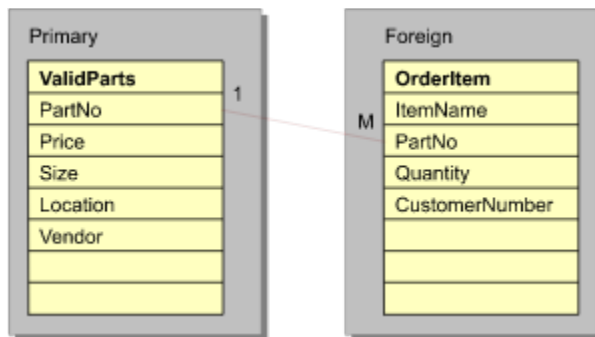 Primary
ValidParts
PartNo
Price
Size
Location
Vendor
1
M
Foreign
OrderItem
ItemName
PartNo
Quantity
CustomerNumber